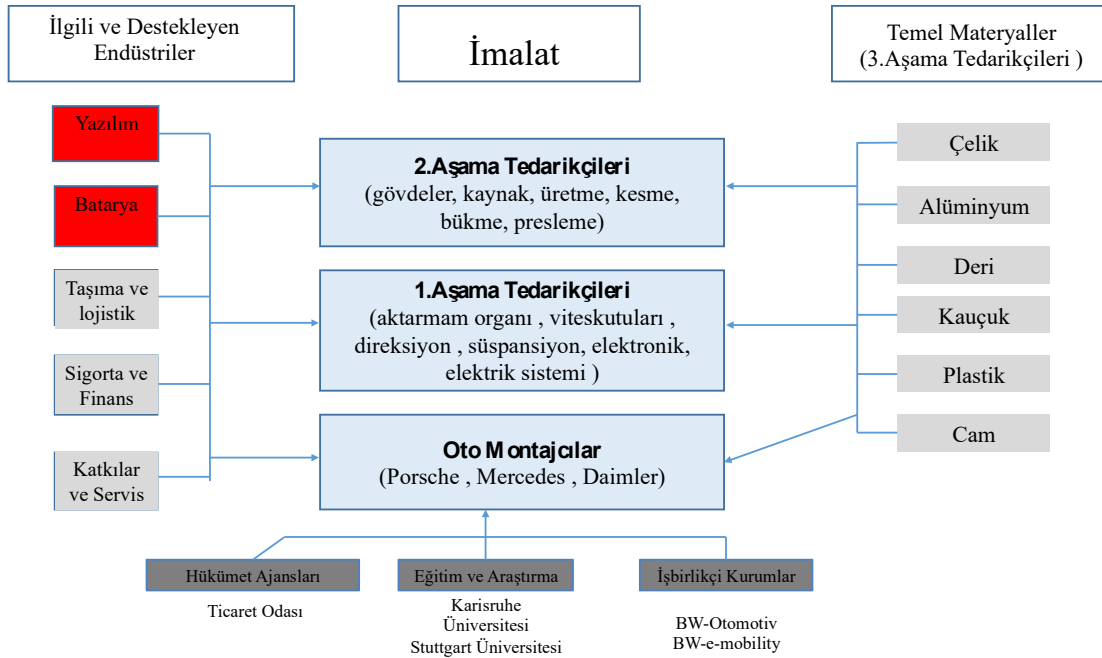 İlgili ve Destekleyen
Endüstriler
İmalat
Temel Materyaller
(3.Aşama Tedarikçileri )
Yazılım
Batarya
Taşıma ve
lojistik
Sigorta ve
Finans
Katkılar
ve Servis
2.Aşama Tedarikçileri
(gövdeler, kaynak, üretme, kesme,
bükme, presleme)
1.Aşama Tedarikçileri
(aktarmam organı , viteskutuları ,
direksiyon , süspansiyon, elektronik,
elektrik sistemi )
Oto Montajcılar
(Porsche , Mercedes , Daimler)
Çelik
Alüminyum
Deri
Kauçuk
Plastik
Cam
Hükümet Ajansları
Ticaret Odası
Eğitim ve Araştırma
Karisruhe
Üniversitesi
Stuttgart Üniversitesi
İşbirlikçi Kurumlar
BW-Otomotiv
BW-e-mobility